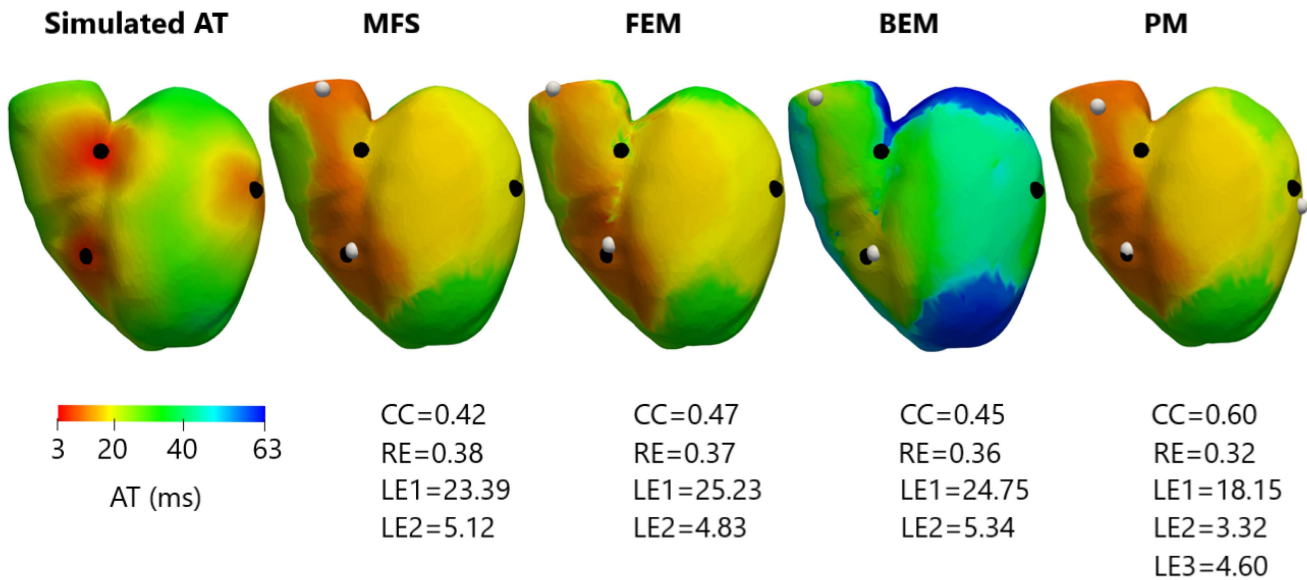 Simulated AT MFS FEM BEM PM
3 20 40 63
AT (ms)
CC=0.42
RE=0.38
LE1=23.39
LE2=5.12
CC=0.47
RE=0.37
LE1=25.23
LE2=4.83
CC=0.45
RE=0.36
LE1=24.75
LE2=5.34
CC=0.60
RE=0.32
LE1=18.15
LE2=3.32
LE3=4.60